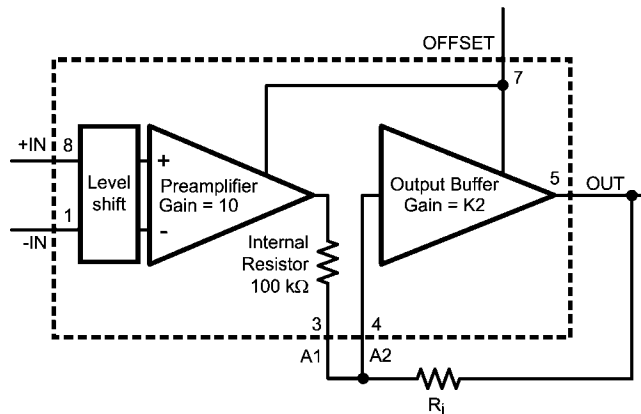 OFFSET
7
+IN
8
Level
shift
+
-
Preamplifier
Gain = 10
Output Buffer
Gain = K2
5
OUT
1
-IN
Internal
Resistor
100 kΩ
3
4
A1
A2
Ri